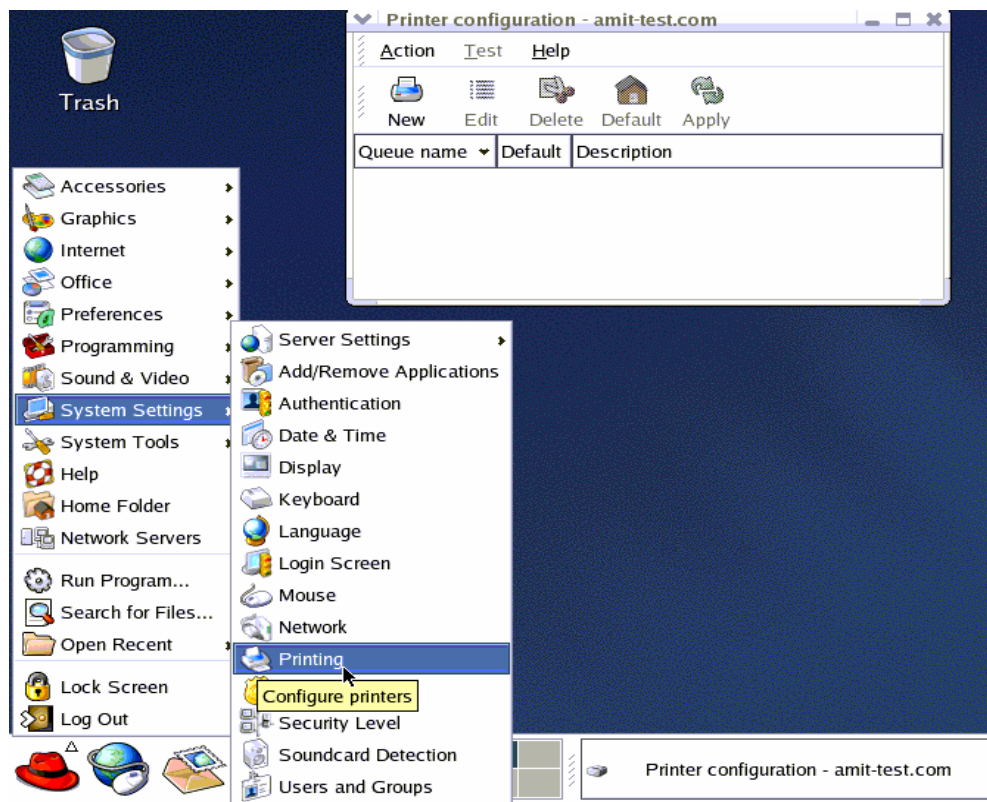 Trash
Printer configuration - amit-test.com
Action Test Help
New Edit Delete Default Apply
Queue name Default Description
Accessories
Graphics
Internet
Office
Preferences
Programming
Sound & Video
System Settings
System Tools
Help
Home Folder
Network Servers
Run Program...
Search for Files...
Open Recent
Lock Screen
Log Out
Server Settings
Add/Remove Applications
Authentication
Date & Time
Display
Keyboard
Language
Login Screen
Mouse
Network
Printing
Configure printers
Security Level
Soundcard Detection
Users and Groups
Printer configuration - amit-test.com